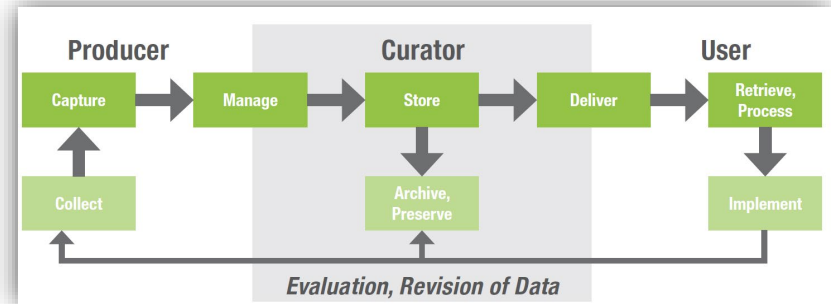 Producer
Curator
User
Capture
Manage
Store
Deliver
Retrieve,
Process
Collect
Archive,
Preserve
Implement
Evaluation, Revision of Data